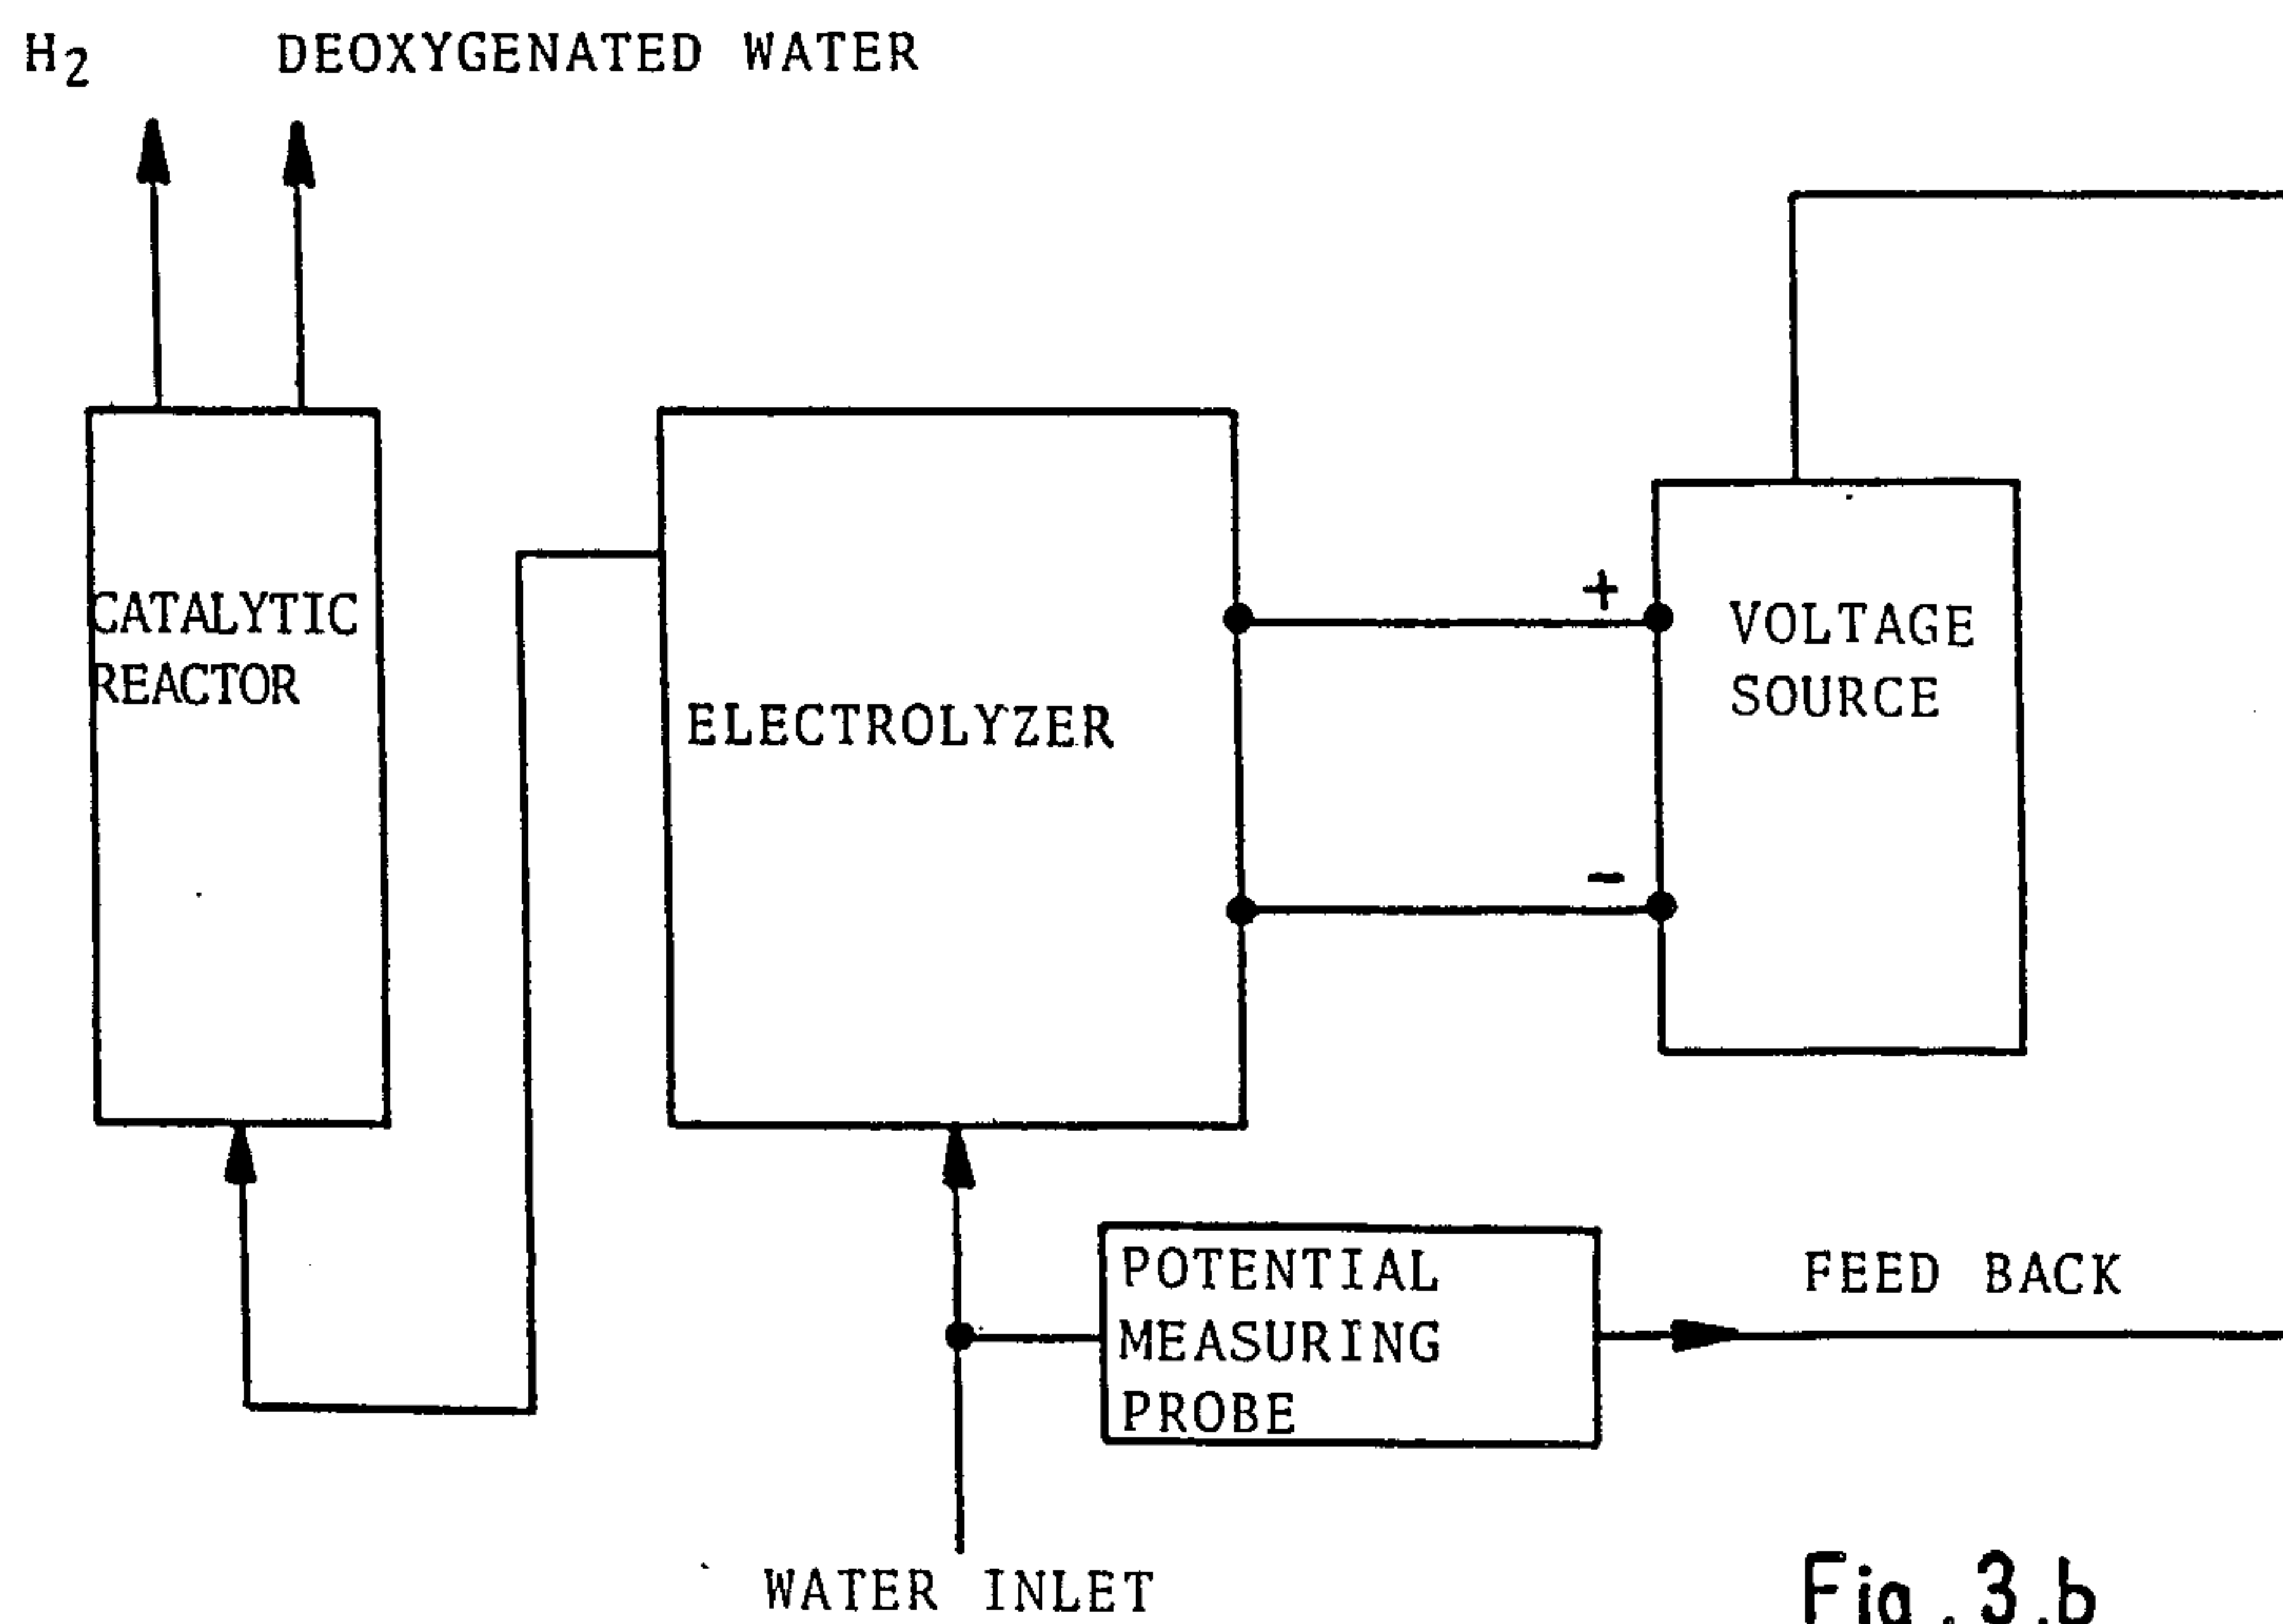 H2 DEOXYGENATED WATER
CATALYTIC
REACTOR
ELECTROLYZER
+
-
VOLTAGE
SOURCE
POTENTIAL
MEASURING
PROBE
FEED BACK
WATER INLET
Fig. 3.b